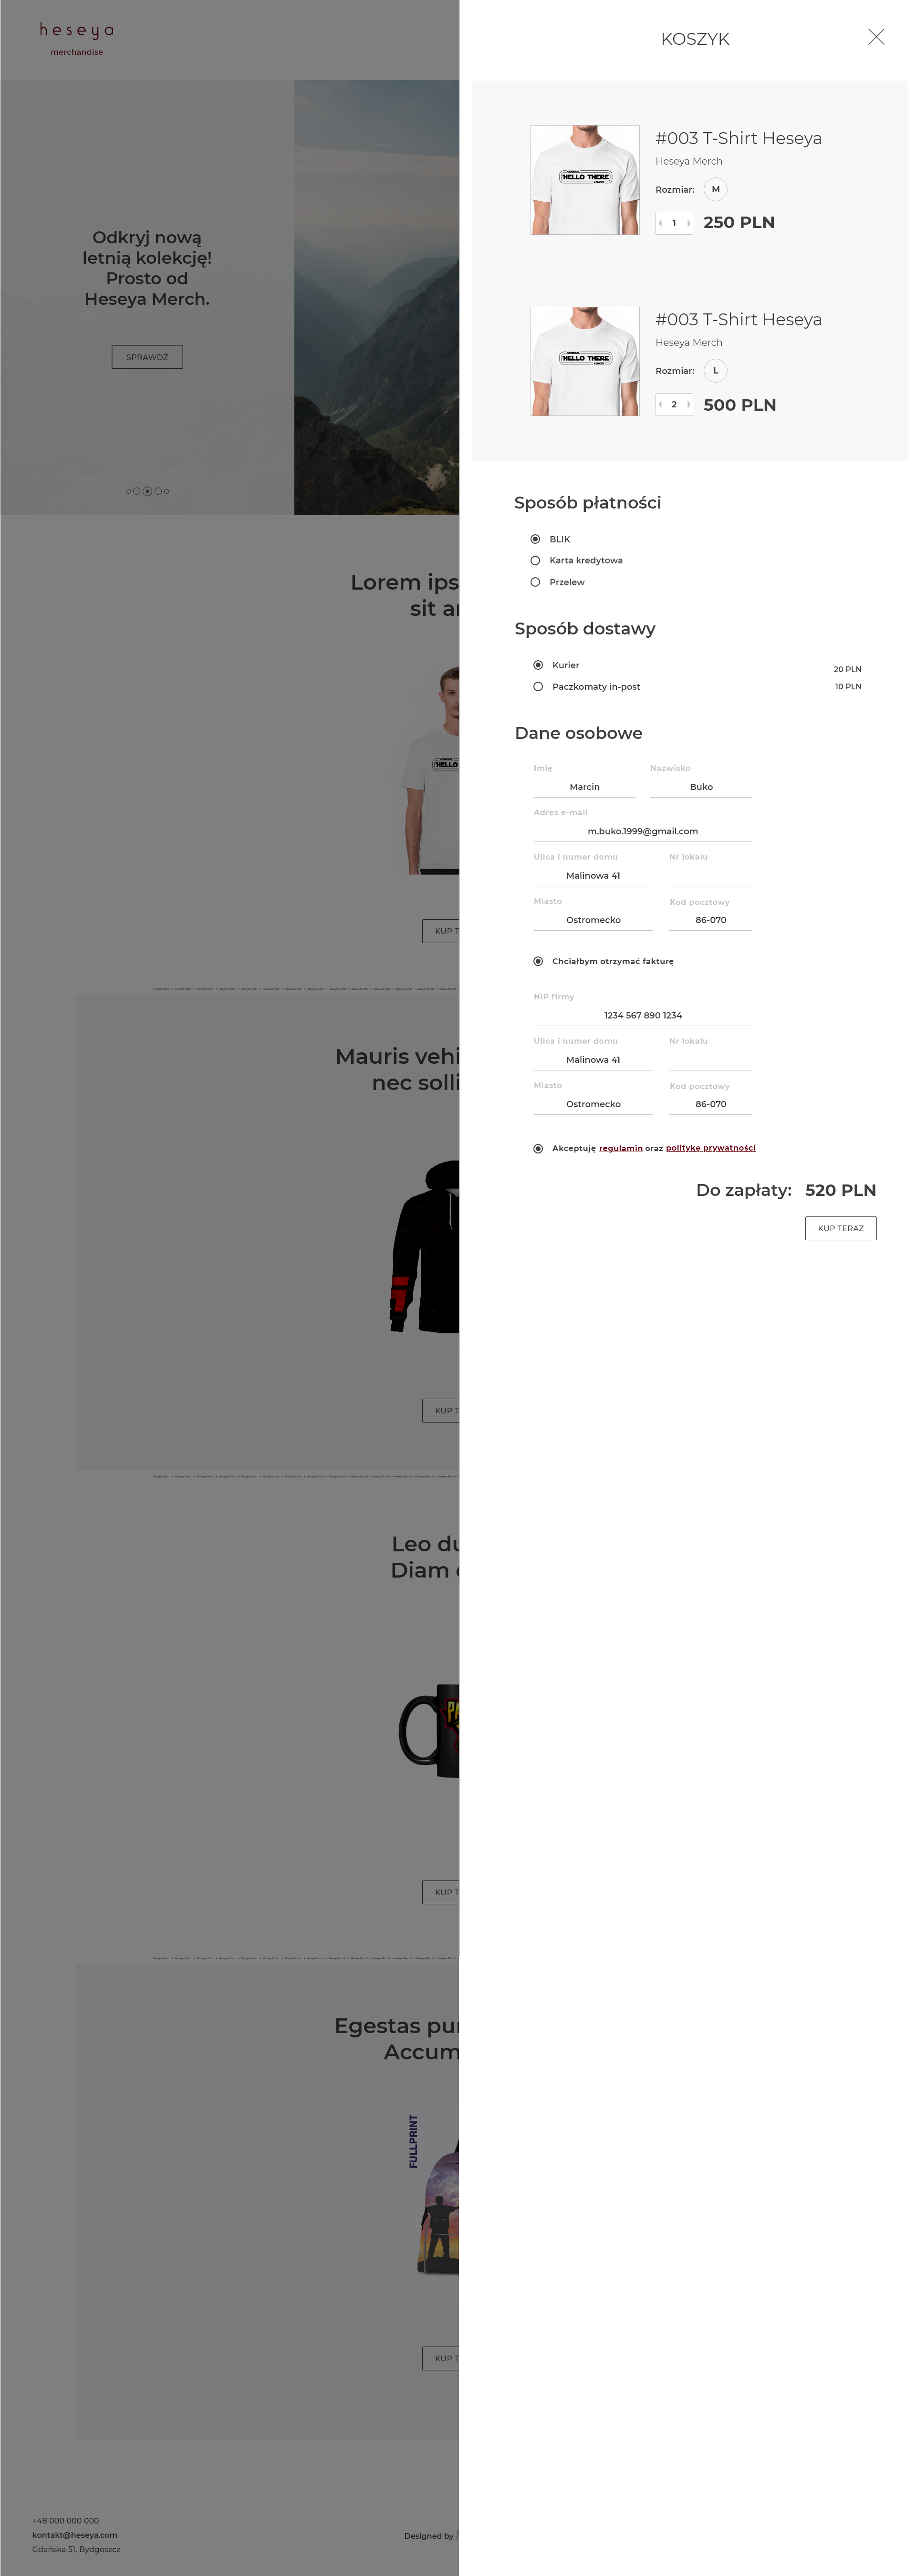 heseya
merchandise
Odkryj nową
letnią kolekcję!
Prosto od
Heseya Merch.
SPRAWDŹ
Lorem ips
sit a
HELLO
KUP T
Mauris vehi
nec solli
KUP T
Leo du
Diam
KUP T
Egestas pur
Accum
FULLPRINT
KUP T
+48 000 000 000
kontakt@heseya.com
Gdańska 51, Bydgoszcz
Designed by
KOSZYK
HELLO THERE
#003 T-Shirt Heseya
Heseya Merch
Rozmiar: M
1 250 PLN
HELLO THERE
#003 T-Shirt Heseya
Heseya Merch
Rozmiar: L
2 500 PLN
Sposób płatności
BLIK
Karta kredytowa
Przelew
Sposób dostawy
Kurier 20 PLN
Paczkomaty in-post 10 PLN
Dane osobowe
Imię Nazwisko
Marcin Buko
Adres e-mail
m.buko.1999@gmail.com
Ulica i numer domu Nr lokalu
Malinowa 41
Miasto Kod pocztowy
Ostromecko 86-070
Chciałbym otrzymać fakturę
NIP firmy
1234 567 890 1234
Ulica i numer domu Nr lokalu
Malinowa 41
Miasto Kod pocztowy
Ostromecko 86-070
Akceptuję regulamin oraz politykę prywatności
Do zapłaty: 520 PLN
KUP TERAZ